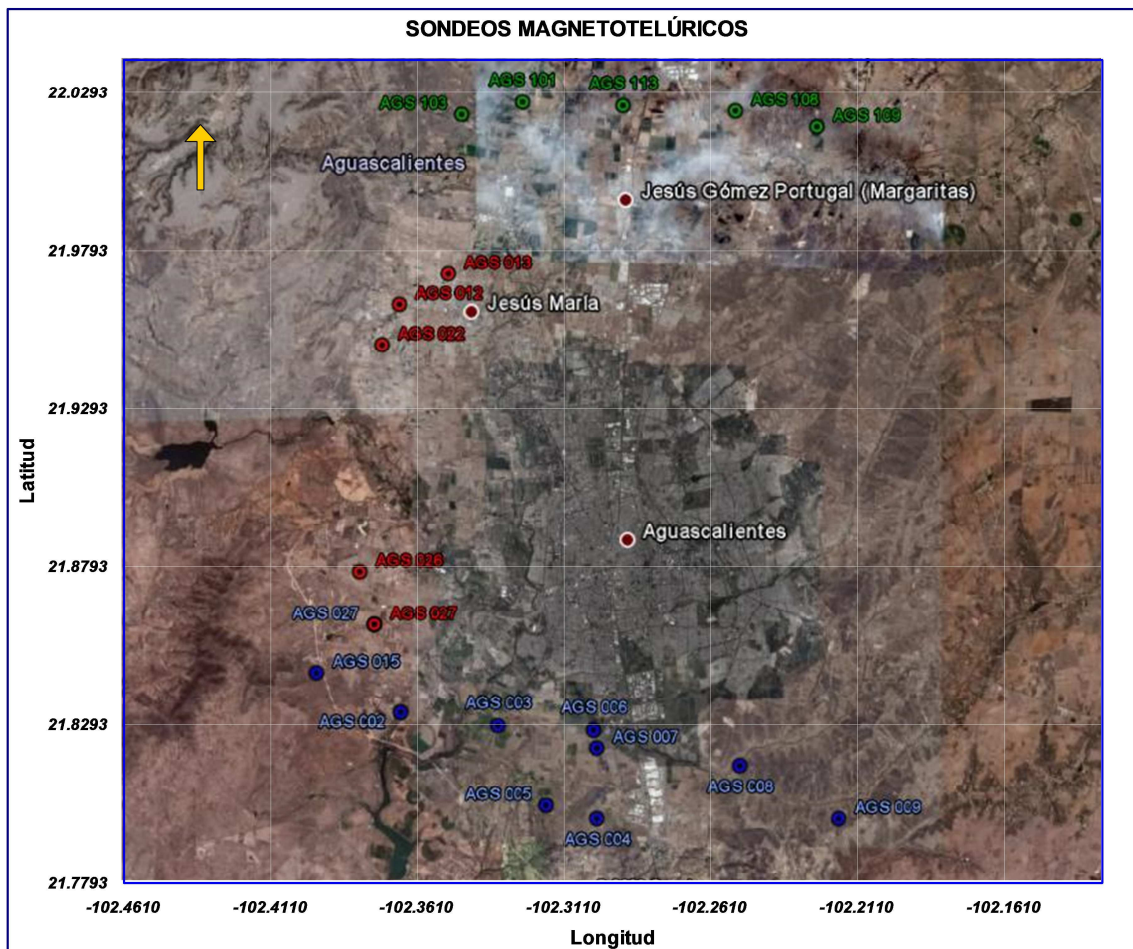 SONDEOS MAGNETOTELÚRICOS
22.0293
AGS 103
AGS 101
AGS 113
AGS 108
AGS 109
Aguascalientes
Jesús Gómez Portugal (Margaritas)
21.9793
AGS 013
AGS 012
Jesús María
AGS 022
21.9293
Latitud
Aguascalientes
21.8793
AGS 028
AGS 027
AGS 027
AGS 015
AGS 002
AGS 003
AGS 006
21.8293
AGS 007
AGS 008
AGS 005
AGS 009
AGS 004
21.7793
-102.4610
-102.4110
-102.3610
-102.3110
-102.2610
-102.2110
-102.1610
Longitud